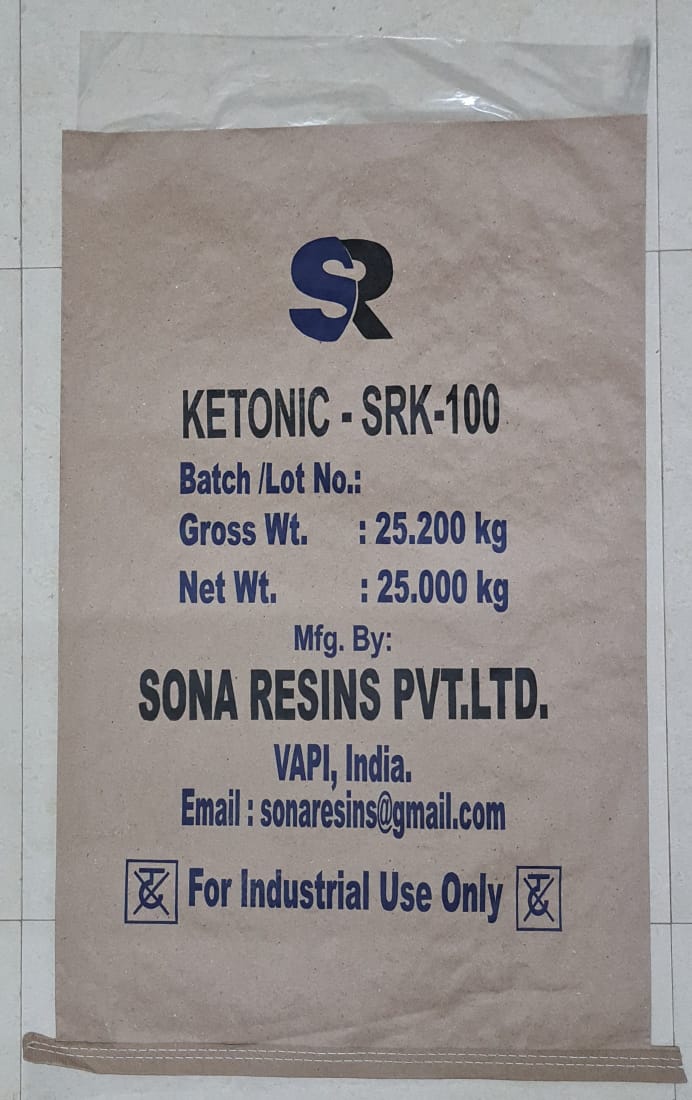 SR
KETONIC - SRK-100
Batch /Lot No.:
Gross Wt. : 25.200 kg
Net Wt. : 25.000 kg
Mfg. By:
SONA RESINS PVT.LTD.
VAPI, India.
Email : sonaresins@gmail.com
For Industrial Use Only